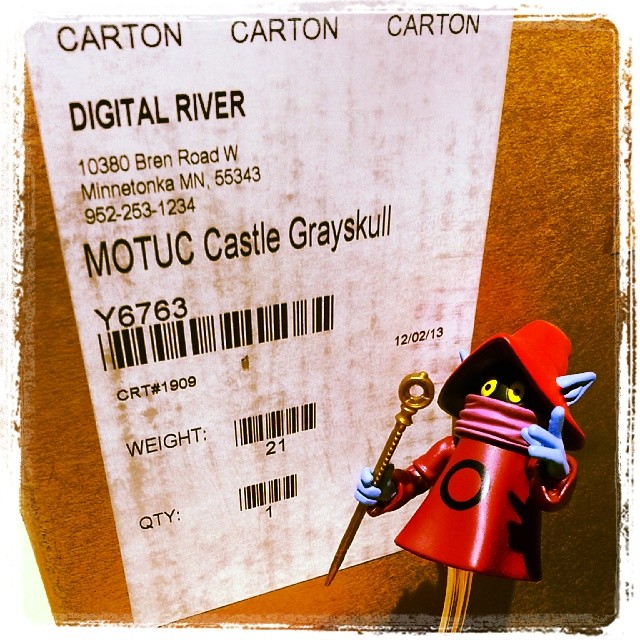 CARTON CARTON CARTON
DIGITAL RIVER
10380 Bren Road W
Minnetonka MN, 55343
952-253-1234
MOTUC Castle Grayskull
Y6763
12/02/13
CRT#1909
WEIGHT:
21
QTY:
1
O